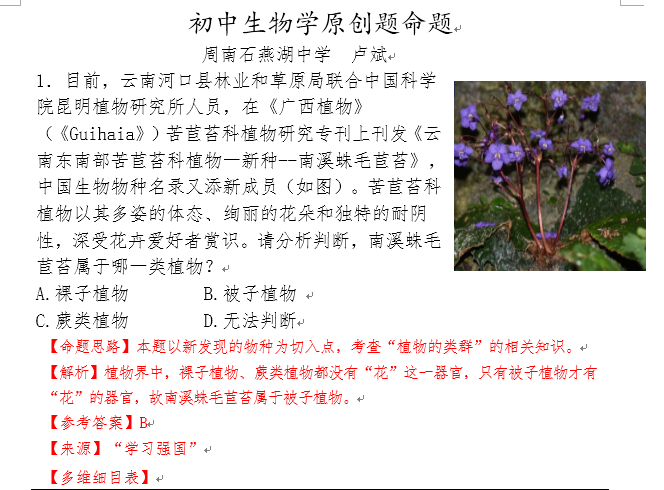 初中生物学原创题命题
周南石燕湖中学 卢斌
1. 目前，云南河口县林业和草原局联合中国科学
院昆明植物研究所人员，在《广西植物》
（《Guihaia》）苦苣苔科植物研究专刊上刊发《云
南东南部苦苣苔科植物一新种--南溪蛛毛苣苔》，
中国生物物种名录又添新成员（如图）。苦苣苔科
植物以其多姿的体态、绚丽的花朵和独特的耐阴
性，深受花卉爱好者赏识。请分析判断，南溪蛛毛
苣苔属于哪一类植物？
A.裸子植物 B.被子植物
C.蕨类植物 D.无法判断
【命题思路】本题以新发现的物种为切入点，考查“植物的类群”的相关知识。
【解析】植物界中，裸子植物、蕨类植物都没有“花”这一器官，只有被子植物才有
“花”的器官，故南溪蛛毛苣苔属于被子植物。
【参考答案】B
【来源】“学习强国”
【多维细目表】